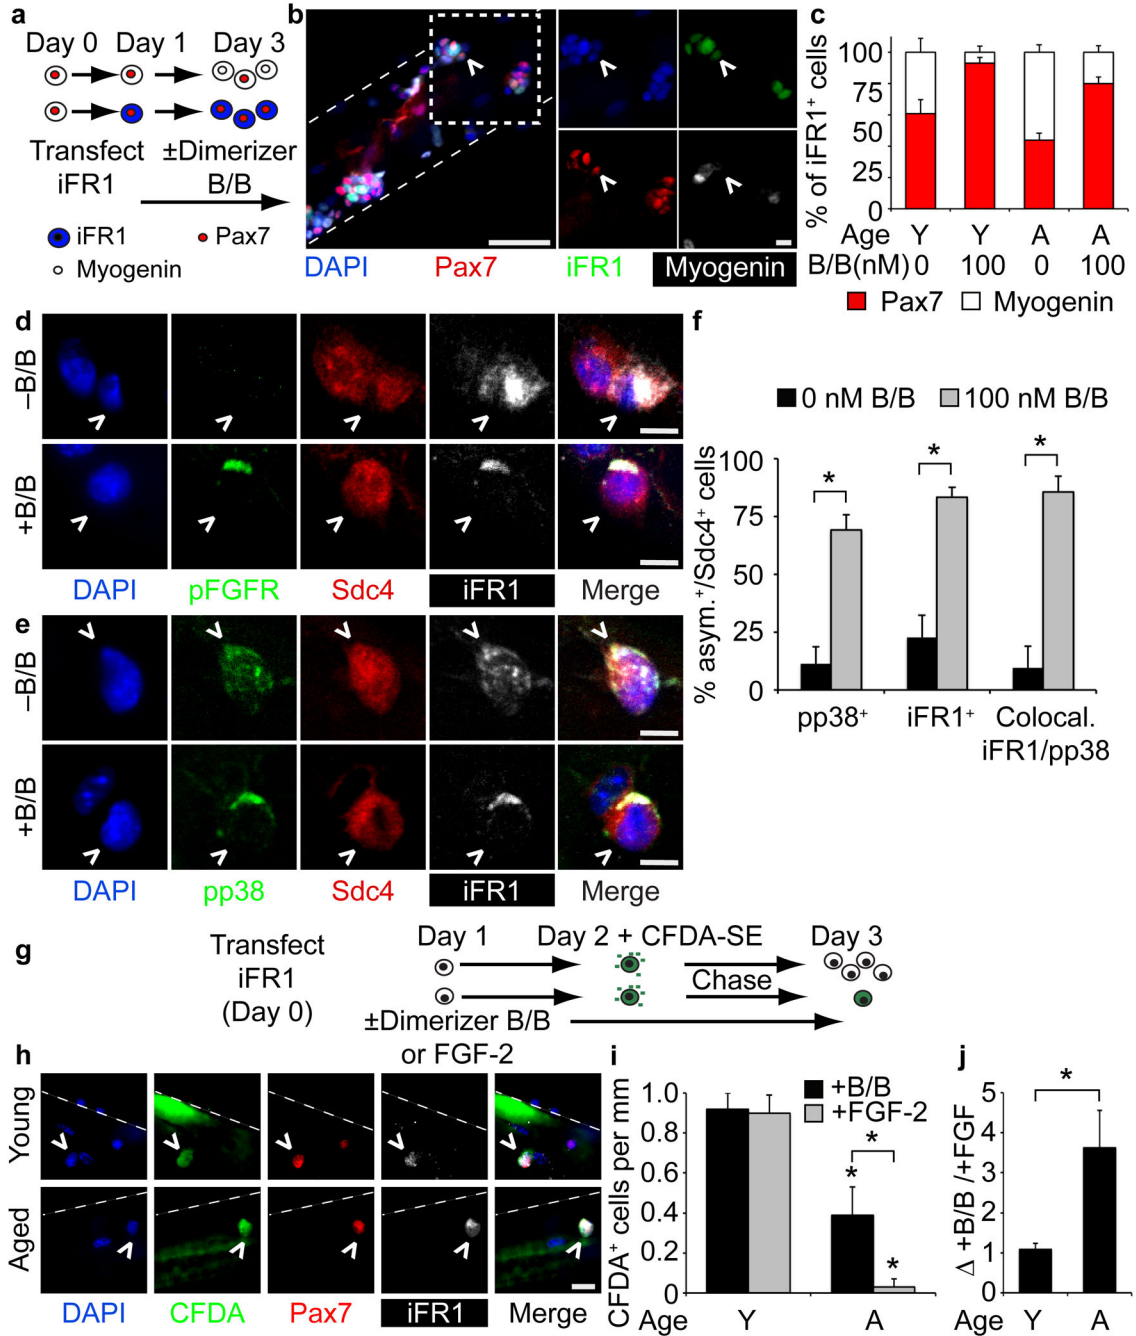 a
Day 0 Day 1 Day 3
Transfect iFR1
±Dimerizer B/B
iFR1
Pax7
Myogenin
b
DAPI Pax7 iFR1 Myogenin
c
% of iFR1+ cells
100
75
50
25
0
Age Y Y A A
B/B(nM) 0 100 0 100
Pax7 Myogenin
d
–B/B
+B/B
DAPI pFGFR Sdc4 iFR1 Merge
e
–B/B
+B/B
DAPI pp38 Sdc4 iFR1 Merge
f
0 nM B/B 100 nM B/B
% asym.+/Sdc4+ cells
100
75
50
25
0
* * *
pp38+ iFR1+ Colocal.
iFR1/pp38
g
Transfect
iFR1
(Day 0)
Day 1 Day 2 + CFDA-SE Day 3
Chase
±Dimerizer B/B
or FGF-2
h
Young
Aged
DAPI CFDA Pax7 iFR1 Merge
i
CFDA+ cells per mm
1.0
0.8
0.6
0.4
0.2
0
+B/B
+FGF-2
*
* *
Age Y A
j
Δ +B/B /+FGF
5
4
3
2
1
0
*
Age Y A